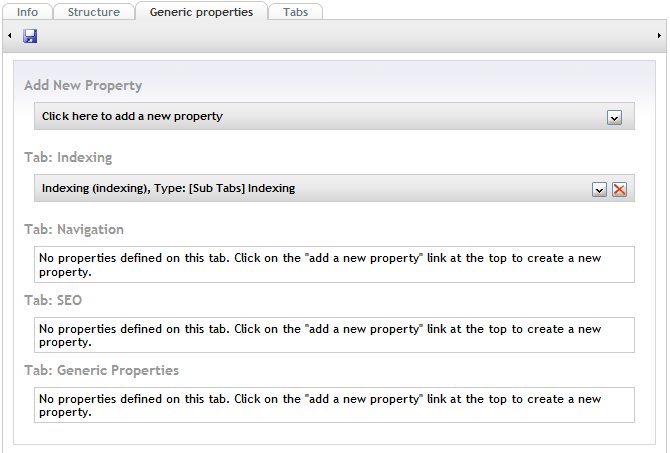 Info
Structure
Generic properties
Tabs
Add New Property
Click here to add a new property
Tab: Indexing
Indexing (indexing), Type: [Sub Tabs] Indexing
Tab: Navigation
No properties defined on this tab. Click on the "add a new property" link at the top to create a new
property.
Tab: SEO
No properties defined on this tab. Click on the "add a new property" link at the top to create a new
property.
Tab: Generic Properties
No properties defined on this tab. Click on the "add a new property" link at the top to create a new
property.